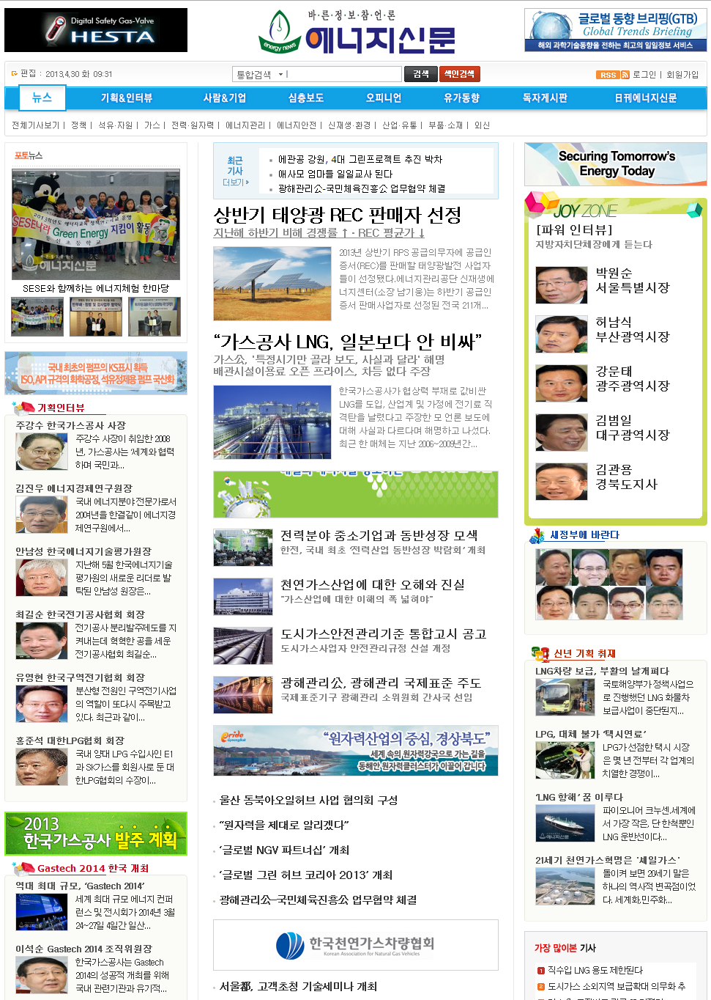 Digital Safety Gas-Valve
HESTA
바·른·정·보·참·언·론
energy news
에너지신문
글로벌 동향 브리핑(GTB)
Global Trends Briefing
해외 과학기술동향을 전하는 최고의 일일정보 서비스
편집 : 2013.4.30 화 09:31
통합검색
검색
색인검색
RSS
로그인 | 회원가입
뉴스
기획&인터뷰
사람&기업
심층보도
오피니언
유가동향
독자게시판
일간에너지신문
전체기사보기 | 정책 | 석유·자원 | 가스 | 전력·원자력 | 에너지관리 | 에너지안전 | 신재생·환경 | 산업·유통 | 부품·소재 | 외신
포토뉴스
SESE나라 Green Energy 지킴이 활동
에너지신문
SESE와 함께하는 에너지체험 한마당
국내 최초의 펌프의 KS표시 획득
ISO, API 규격의 화학공정, 석유정제용 펌프 국산화
기획인터뷰
주강수 한국가스공사 사장
주강수 사장이 취임한 2008
년, 가스공사는 '세계와 협력
하며 국민과...
김진우 에너지경제연구원장
국내 에너지분야 전문가로서
20여년을 한결같이 에너지경
제연구원에서...
안남성 한국에너지기술평가원장
지난해 5월 한국에너지기술
평가원의 새로운 리더로 발
탁된 안남성 원장은...
최길순 한국전기공사협회 회장
전기공사 분리발주제도를 지
켜내는데 혁혁한 공을 세운
전기공사협회 최길순...
유영현 한국구역전기협회 회장
분산형 전원인 구역전기사업
의 역할이 또다시 주목받고
있다. 최근과 같이...
홍준석 대한LPG협회 회장
국내 양대 LPG 수입사인 E1
과 SK가스를 회원사로 둔 대
한LPG협회의 수장이...
2013
한국가스공사 발주 계획
Gastech 2014 한국 개최
역대 최대 규모, ‘Gastech 2014’
세계 최대 규모 에너지 컨퍼
런스 및 전시회가 2014년 3월
24~27일 4일간 일산...
이석순 Gastech 2014 조직위원장
한국가스공사는 Gastech
2014의 성공적 개최를 위해
국내 관련기관과 유기적...
최근
기사
더보기
에관공 강원, 4대 그린프로젝트 추진 박차
애사모 엄마들 일일교사 된다
광해관리公-국민체육진흥公 업무협약 체결
상반기 태양광 REC 판매자 선정
지난해 하반기 비해 경쟁률 ↑ - REC 평균가 ↓
2013년 상반기 RPS 공급의무자에 공급인
증서(REC)를 판매할 태양광발전 사업자
들이 선정됐다.에너지관리공단 신재생에
너지센터(소장 남기웅)는 하반기 공급인
증서 판매사업자로 선정된 전국 211개...
“가스공사 LNG, 일본보다 안 비싸”
가스公, '특정시기만 골라 보도, 사실과 달라' 해명
배관시설이용료 오픈 프라이스, 차등 없다 주장
한국가스공사가 협상력 부재로 값비싼
LNG를 도입, 산업계 및 가정에 전기료 직
격탄을 날렸다고 주장한 모 언론 보도에
대해 사실과 다르다며 해명하고 나섰다.
최근 한 매체는 지난 2006~2009년간...
전력분야 중소기업과 동반성장 모색
한전, 국내 최초 ‘전력산업 동반성장 박람회’ 개최
천연가스산업에 대한 오해와 진실
"가스산업에 대한 이해의 폭 넓혀야"
도시가스안전관리기준 통합고시 공고
도시가스사업자 안전관리규정 신설 개정
광해관리公, 광해관리 국제표준 주도
국제표준기구 광해관리 소위원회 간사국 선임
eride
“원자력산업의 중심, 경상북도”
세계 속의 원자력강국으로 가는 길을
동해안 원자력클러스터가 이끌어 갑니다
울산 동북아오일허브 사업 협의회 구성
“원자력을 제대로 알리겠다”
‘글로벌 NGV 파트너십’ 개최
‘글로벌 그린 허브 코리아 2013’ 개최
광해관리公-국민체육진흥公 업무협약 체결
한국천연가스차량협회
Korean Association for Natural Gas Vehicles
서울都, 고객초청 기술세미나 개최
Securing Tomorrow's
Energy Today
JOY ZONE
[파워 인터뷰]
지방자치단체장에게 듣는다
박원순
서울특별시장
허남식
부산광역시장
강운태
광주광역시장
김범일
대구광역시장
김관용
경북도지사
새정부에 바란다
신년 기획 취재
LNG차량 보급, 부활의 날개펴다
국토해양부가 정책사업으
로 진행했던 LNG 화물차
보급사업이 중단된지...
LPG, 대체 불가 ‘택시연료’
LPG가 선점한 택시 시장
은 몇 년 전부터 각 업계의
치열한 경쟁이...
‘LNG 항해’ 꿈 이루다
파이오니어 크누센.세계에
서 가장 작은, 단 한척뿐인
LNG 운반선이다...
21세기 천연가스혁명은 '셰일가스'
돌이켜 보면 20세기 말은
하나의 역사적 변곡점이었
다. 세계화,민주화...
가장 많이본 기사
1 직수입 LNG 용도 제한된다
2 도시가스 소외지역 보급확대 의무화 추